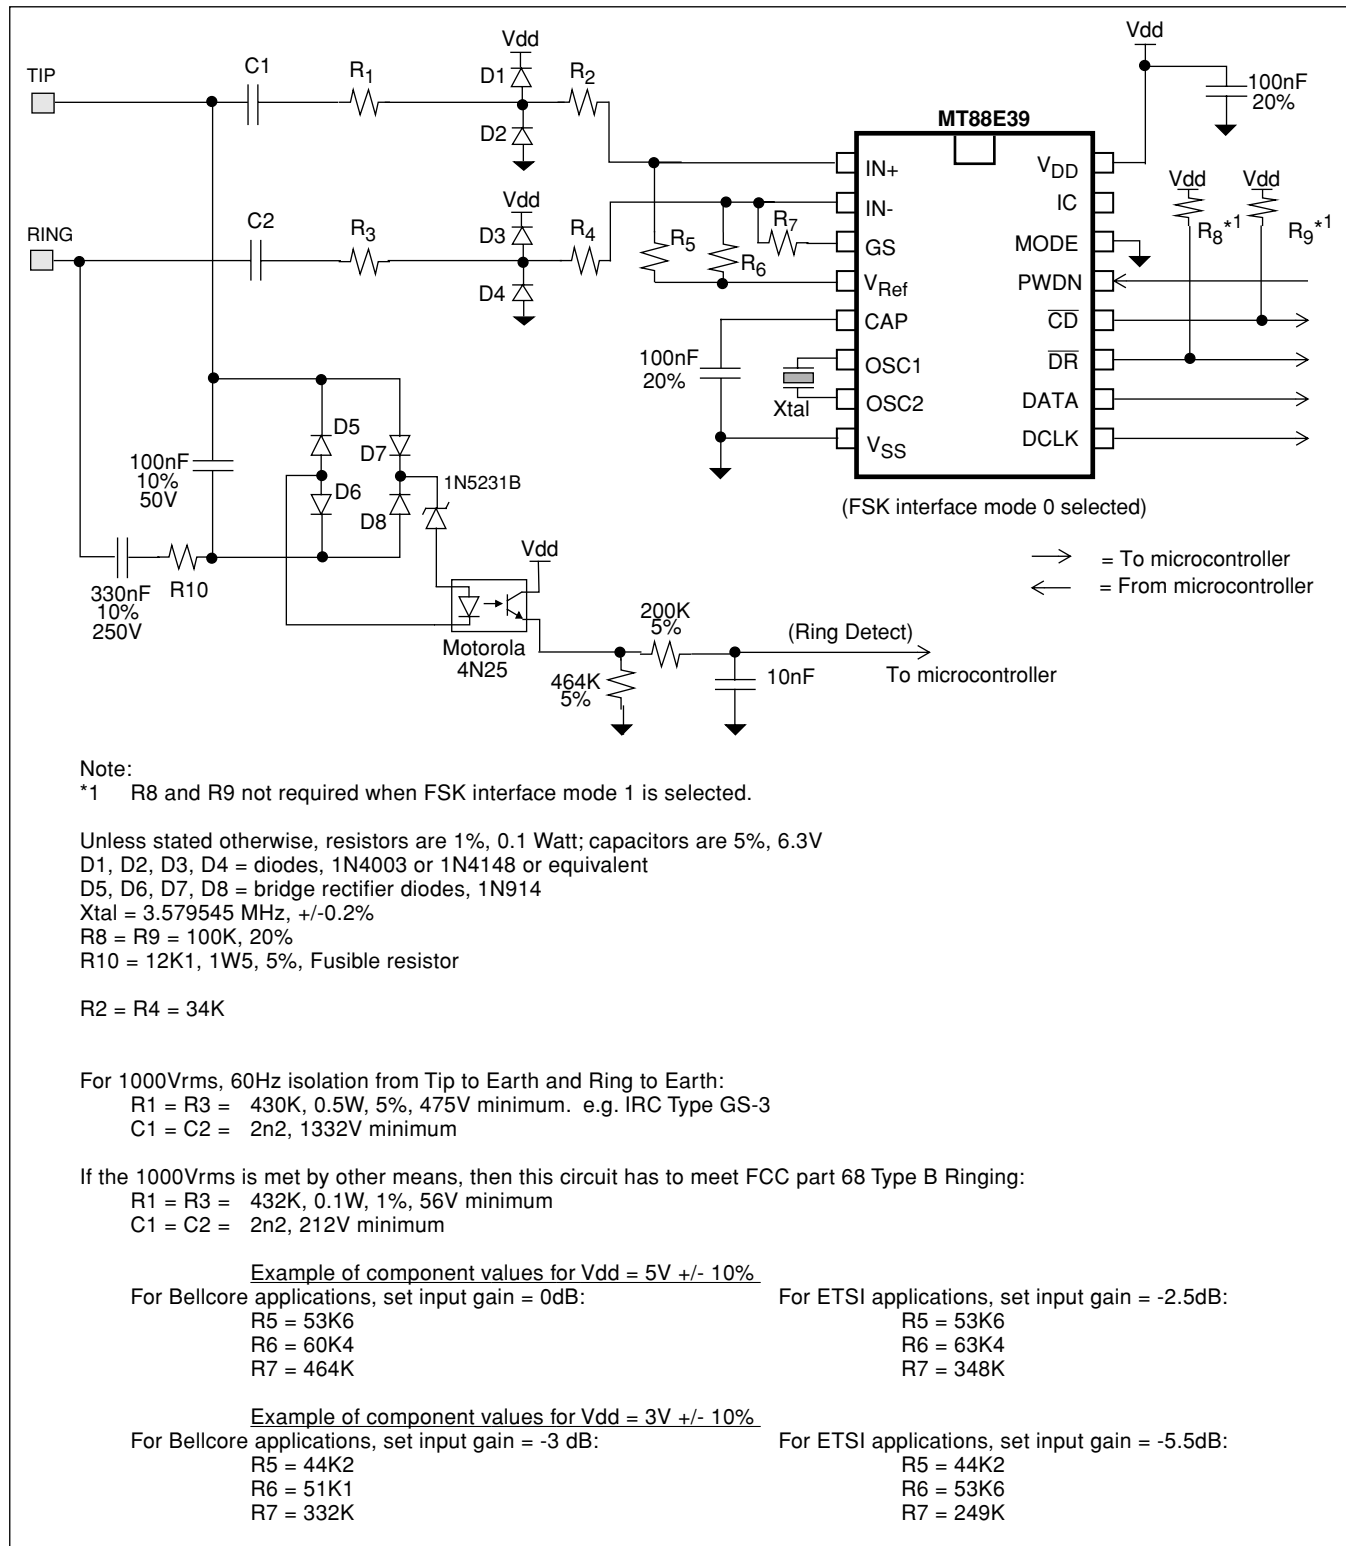 TIP
C1
R1
Vdd
D1
D2
R2
RING
C2
R3
Vdd
D3
D4
R4
R5
R6
R7
MT88E39
IN+
IN-
GS
VRef
CAP
OSC1
OSC2
VSS
VDD
IC
MODE
PWDN
CD
DR
DATA
DCLK
Vdd
100nF
20%
Vdd
R8*1
Vdd
R9*1
100nF
20%
Xtal
(FSK interface mode 0 selected)
= To microcontroller
= From microcontroller
100nF
10%
50V
D5
D6
D7
D8
1N5231B
330nF
10%
250V
R10
Vdd
Motorola
4N25
464K
5%
200K
5%
10nF
(Ring Detect)
To microcontroller
Note:
*1 R8 and R9 not required when FSK interface mode 1 is selected.
Unless stated otherwise, resistors are 1%, 0.1 Watt; capacitors are 5%, 6.3V
D1, D2, D3, D4 = diodes, 1N4003 or 1N4148 or equivalent
D5, D6, D7, D8 = bridge rectifier diodes, 1N914
Xtal = 3.579545 MHz, +/-0.2%
R8 = R9 = 100K, 20%
R10 = 12K1, 1W5, 5%, Fusible resistor
R2 = R4 = 34K
For 1000Vrms, 60Hz isolation from Tip to Earth and Ring to Earth:
R1 = R3 = 430K, 0.5W, 5%, 475V minimum. e.g. IRC Type GS-3
C1 = C2 = 2n2, 1332V minimum
If the 1000Vrms is met by other means, then this circuit has to meet FCC part 68 Type B Ringing:
R1 = R3 = 432K, 0.1W, 1%, 56V minimum
C1 = C2 = 2n2, 212V minimum
Example of component values for Vdd = 5V +/- 10%
For Bellcore applications, set input gain = 0dB:
R5 = 53K6
R6 = 60K4
R7 = 464K
For ETSI applications, set input gain = -2.5dB:
R5 = 53K6
R6 = 63K4
R7 = 348K
Example of component values for Vdd = 3V +/- 10%
For Bellcore applications, set input gain = -3 dB:
R5 = 44K2
R6 = 51K1
R7 = 332K
For ETSI applications, set input gain = -5.5dB:
R5 = 44K2
R6 = 53K6
R7 = 249K